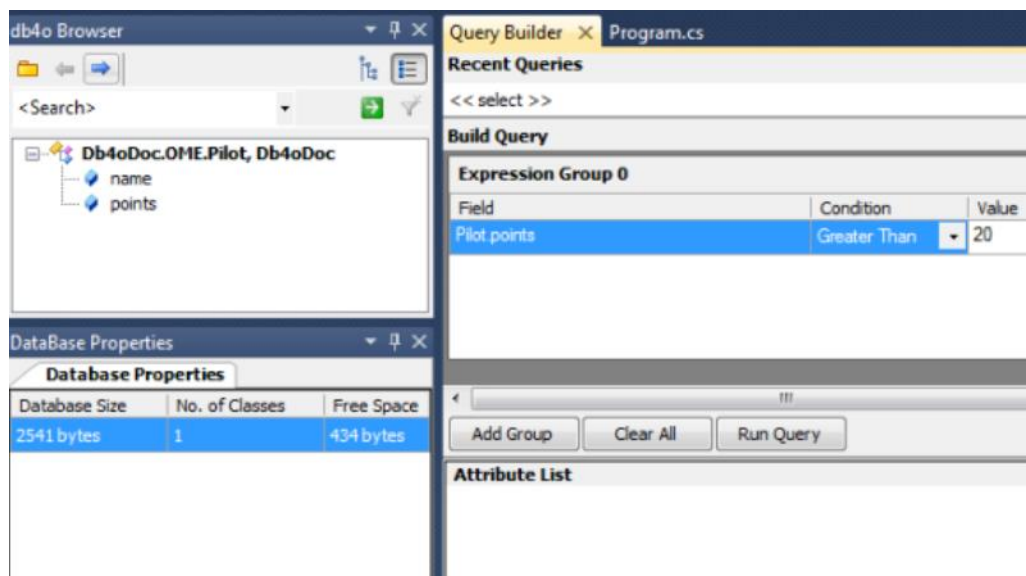 db4o Browser
<Search>
Db4oDoc.OME.Pilot, Db4oDoc
name
points
DataBase Properties
Database Properties
Database Size No. of Classes Free Space
2541 bytes 1 434 bytes
Query Builder Program.cs
Recent Queries
<< select >>
Build Query
Expression Group 0
Field Condition Value
Pilot.points Greater Than 20
Add Group Clear All Run Query
Attribute List